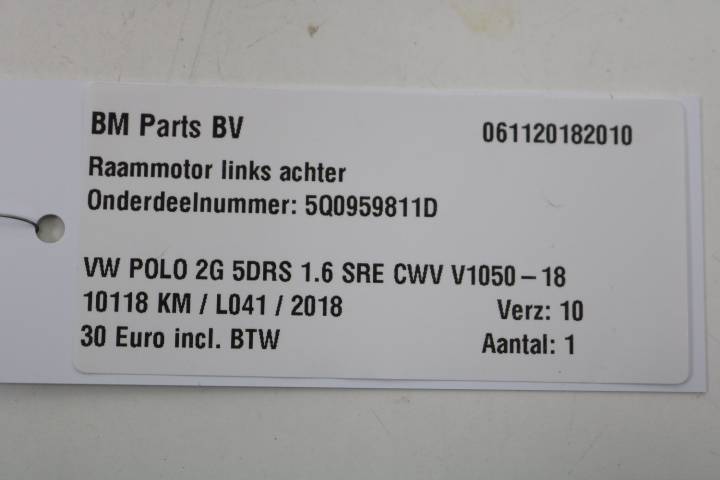 BM Parts BV 061120182010
Raammotor links achter
Onderdeelnummer: 5Q0959811D
VW POLO 2G 5DRS 1.6 SRE CWV V1050-18
10118 KM / L041 / 2018 Verz: 10
30 Euro incl. BTW Aantal: 1